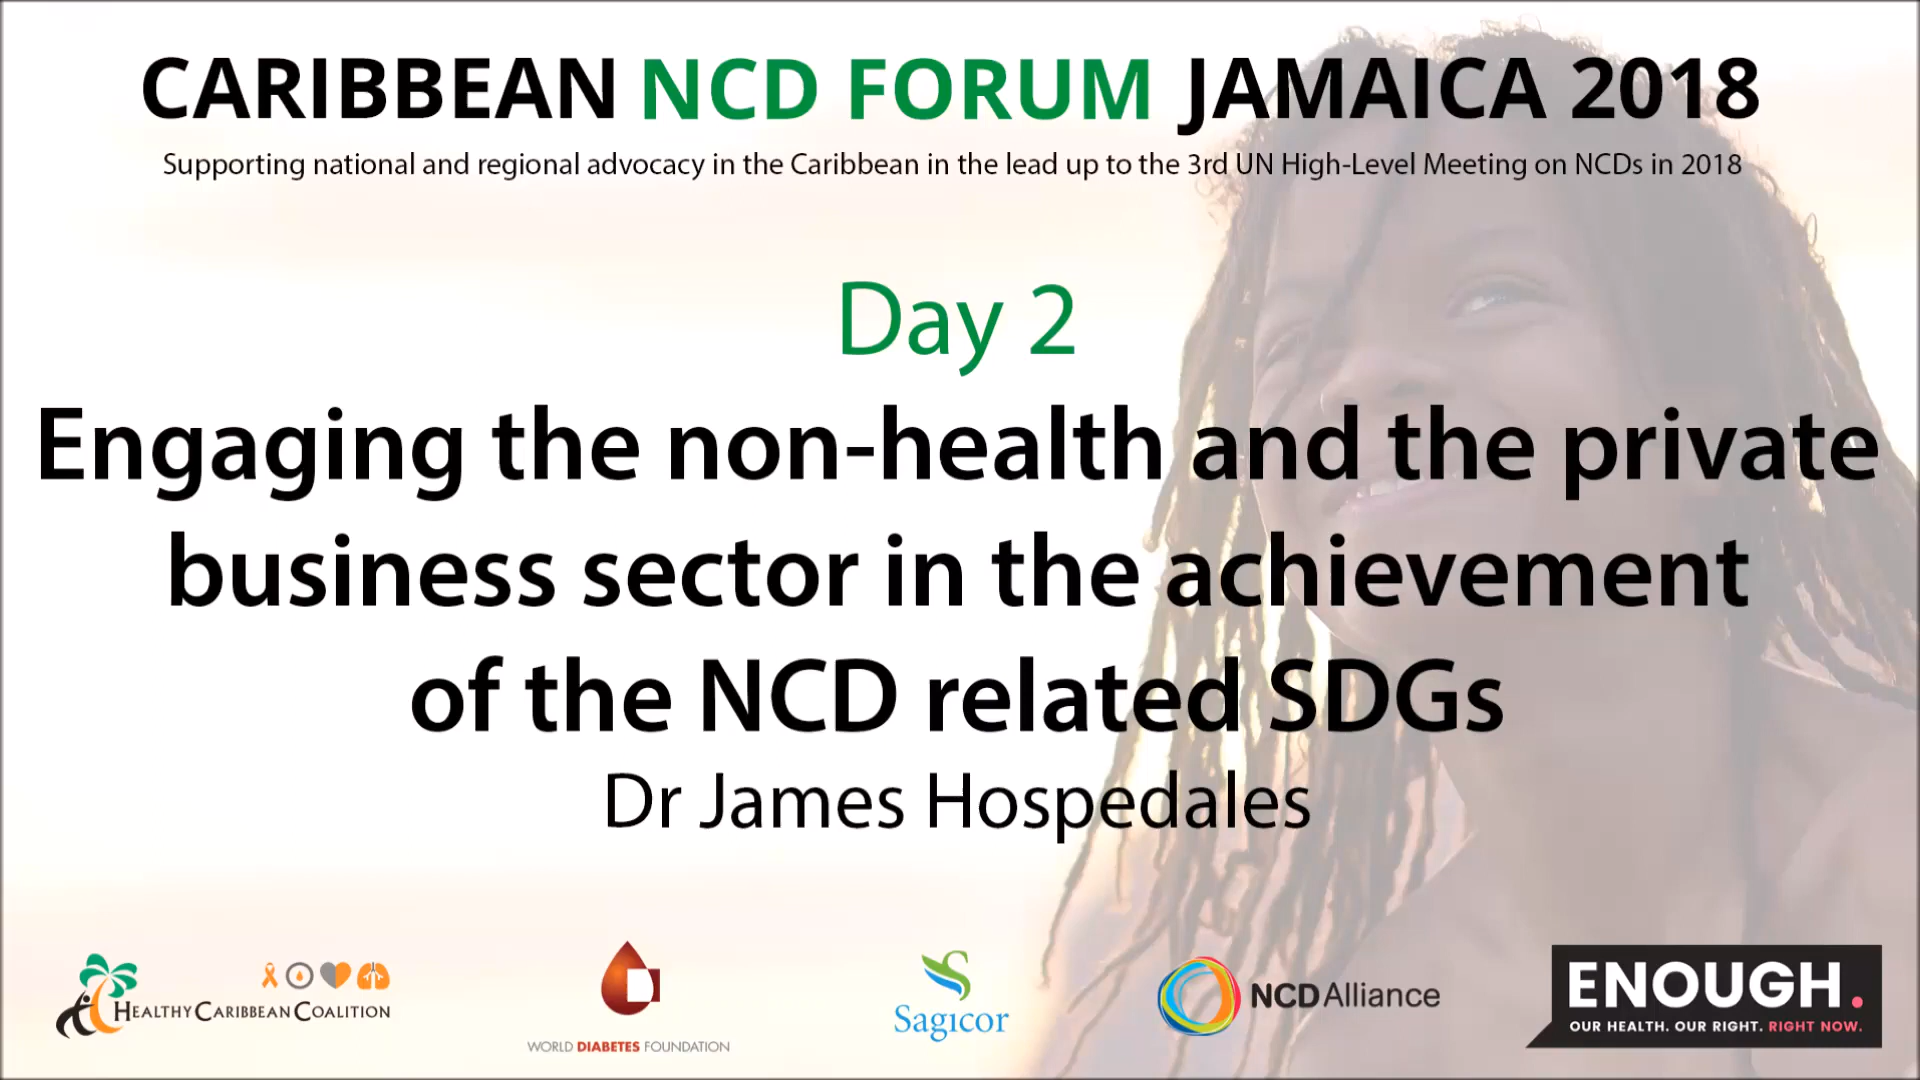 CARIBBEAN NCD FORUM JAMAICA 2018
Supporting national and regional advocacy in the Caribbean in the lead up to the 3rd UN High-Level Meeting on NCDs in 2018
Day 2
Engaging the non-health and the private
business sector in the achievement
of the NCD related SDGs
Dr James Hospedales
HEALTHY CARIBBEAN COALITION
WORLD DIABETES FOUNDATION
Sagicor
NCD Alliance
ENOUGH.
OUR HEALTH. OUR RIGHT. RIGHT NOW.